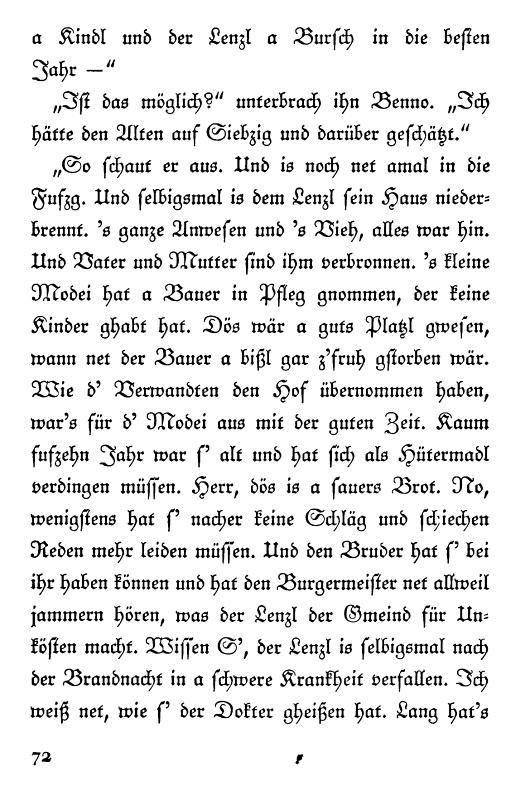 a Kindl und der Lenzl a Burſch in die beſten
Jahr —“
„Iſt das möglich?“ unterbrach ihn Benno. „Ich
hätte den Alten auf Siebzig und darüber geſchätzt.“
„So ſchaut er aus. Und is noch net amal in die
Fufzg. Und ſelbigsmal is dem Lenzl ſein Haus nieder-
brennt. 's ganze Anweſen und 's Vieh, alles war hin.
Und Vater und Mutter ſind ihm verbronnen. 's kleine
Modei hat a Bauer in Pfleg gnommen, der keine
Kinder ghabt hat. Dös wär a guts Platzl gweſen,
wann net der Bauer a bißl gar z'fruh gſtorben wär.
Wie d' Verwandten den Hof übernommen haben,
war's für d' Modei aus mit der guten Zeit. Kaum
fufzehn Jahr war ſ' alt und hat ſich als Hütermadl
verdingen müſſen. Herr, dös is a ſauers Brot. No,
wenigſtens hat ſ' nacher keine Schläg und ſchiechen
Reden mehr leiden müſſen. Und den Bruder hat ſ' bei
ihr haben können und hat den Burgermeiſter net allweil
jammern hören, was der Lenzl der Gmeind für Un-
köſten macht. Wiſſen S', der Lenzl is ſelbigsmal nach
der Brandnacht in a ſchwere Krankheit verfallen. Ich
weiß net, wie ſ' der Dokter gheißen hat. Lang hat's
72